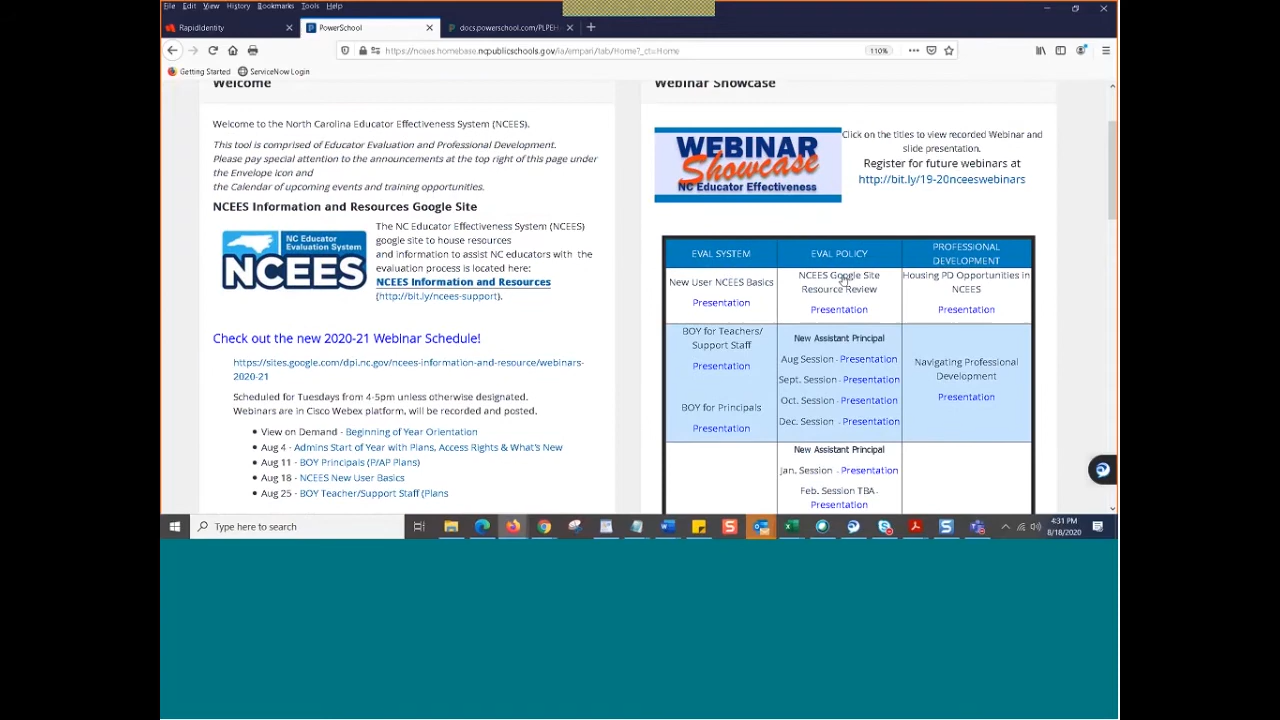 File Edit View History Bookmarks Tools Help
RapidIdentity
PowerSchool
docs.powerschool.com/PLPEH
https://ncees.homebase.ncpublicschools.gov/ia/empari/tab/Home?_ct=Home
110%
Getting Started
ServiceNow Login
Welcome
Welcome to the North Carolina Educator Effectiveness System (NCEES).
This tool is comprised of Educator Evaluation and Professional Development.
Please pay special attention to the announcements at the top right of this page under
the Envelope icon and
the Calendar of upcoming events and training opportunities.
NCEES Information and Resources Google Site
NC Educator
Evaluation System
NCEES
The NC Educator Effectiveness System (NCEES)
google site to house resources
and information to assist NC educators with the
evaluation process is located here:
NCEES Information and Resources
(http://bit.ly/ncees-support).
Check out the new 2020-21 Webinar Schedule!
https://sites.google.com/dpi.nc.gov/ncees-information-and-resource/webinars-
2020-21
Scheduled for Tuesdays from 4-5pm unless otherwise designated.
Webinars are in Cisco Webex platform, will be recorded and posted.
View on Demand - Beginning of Year Orientation
Aug 4 - Admins Start of Year with Plans, Access Rights & What's New
Aug 11 - BOY Principals (P/AP Plans)
Aug 18 - NCEES New User Basics
Aug 25 - BOY Teacher/Support Staff (Plans
Webinar Showcase
WEBINAR
Showcase
NC Educator Effectiveness
Click on the titles to view recorded Webinar and
slide presentation.
Register for future webinars at
http://bit.ly/19-20nceeswebinars
EVAL SYSTEM
EVAL POLICY
PROFESSIONAL
DEVELOPMENT
New User NCEES Basics
Presentation
NCEES Google Site
Resource Review
Presentation
Housing PD Opportunities in
NCEES
Presentation
BOY for Teachers/
Support Staff
Presentation
BOY for Principals
Presentation
New Assistant Principal
Aug Session - Presentation
Sept. Session - Presentation
Oct. Session - Presentation
Dec. Session - Presentation
Navigating Professional
Development
Presentation
New Assistant Principal
Jan. Session - Presentation
Feb. Session TBA -
Presentation
Type here to search
4:31 PM
8/18/2020